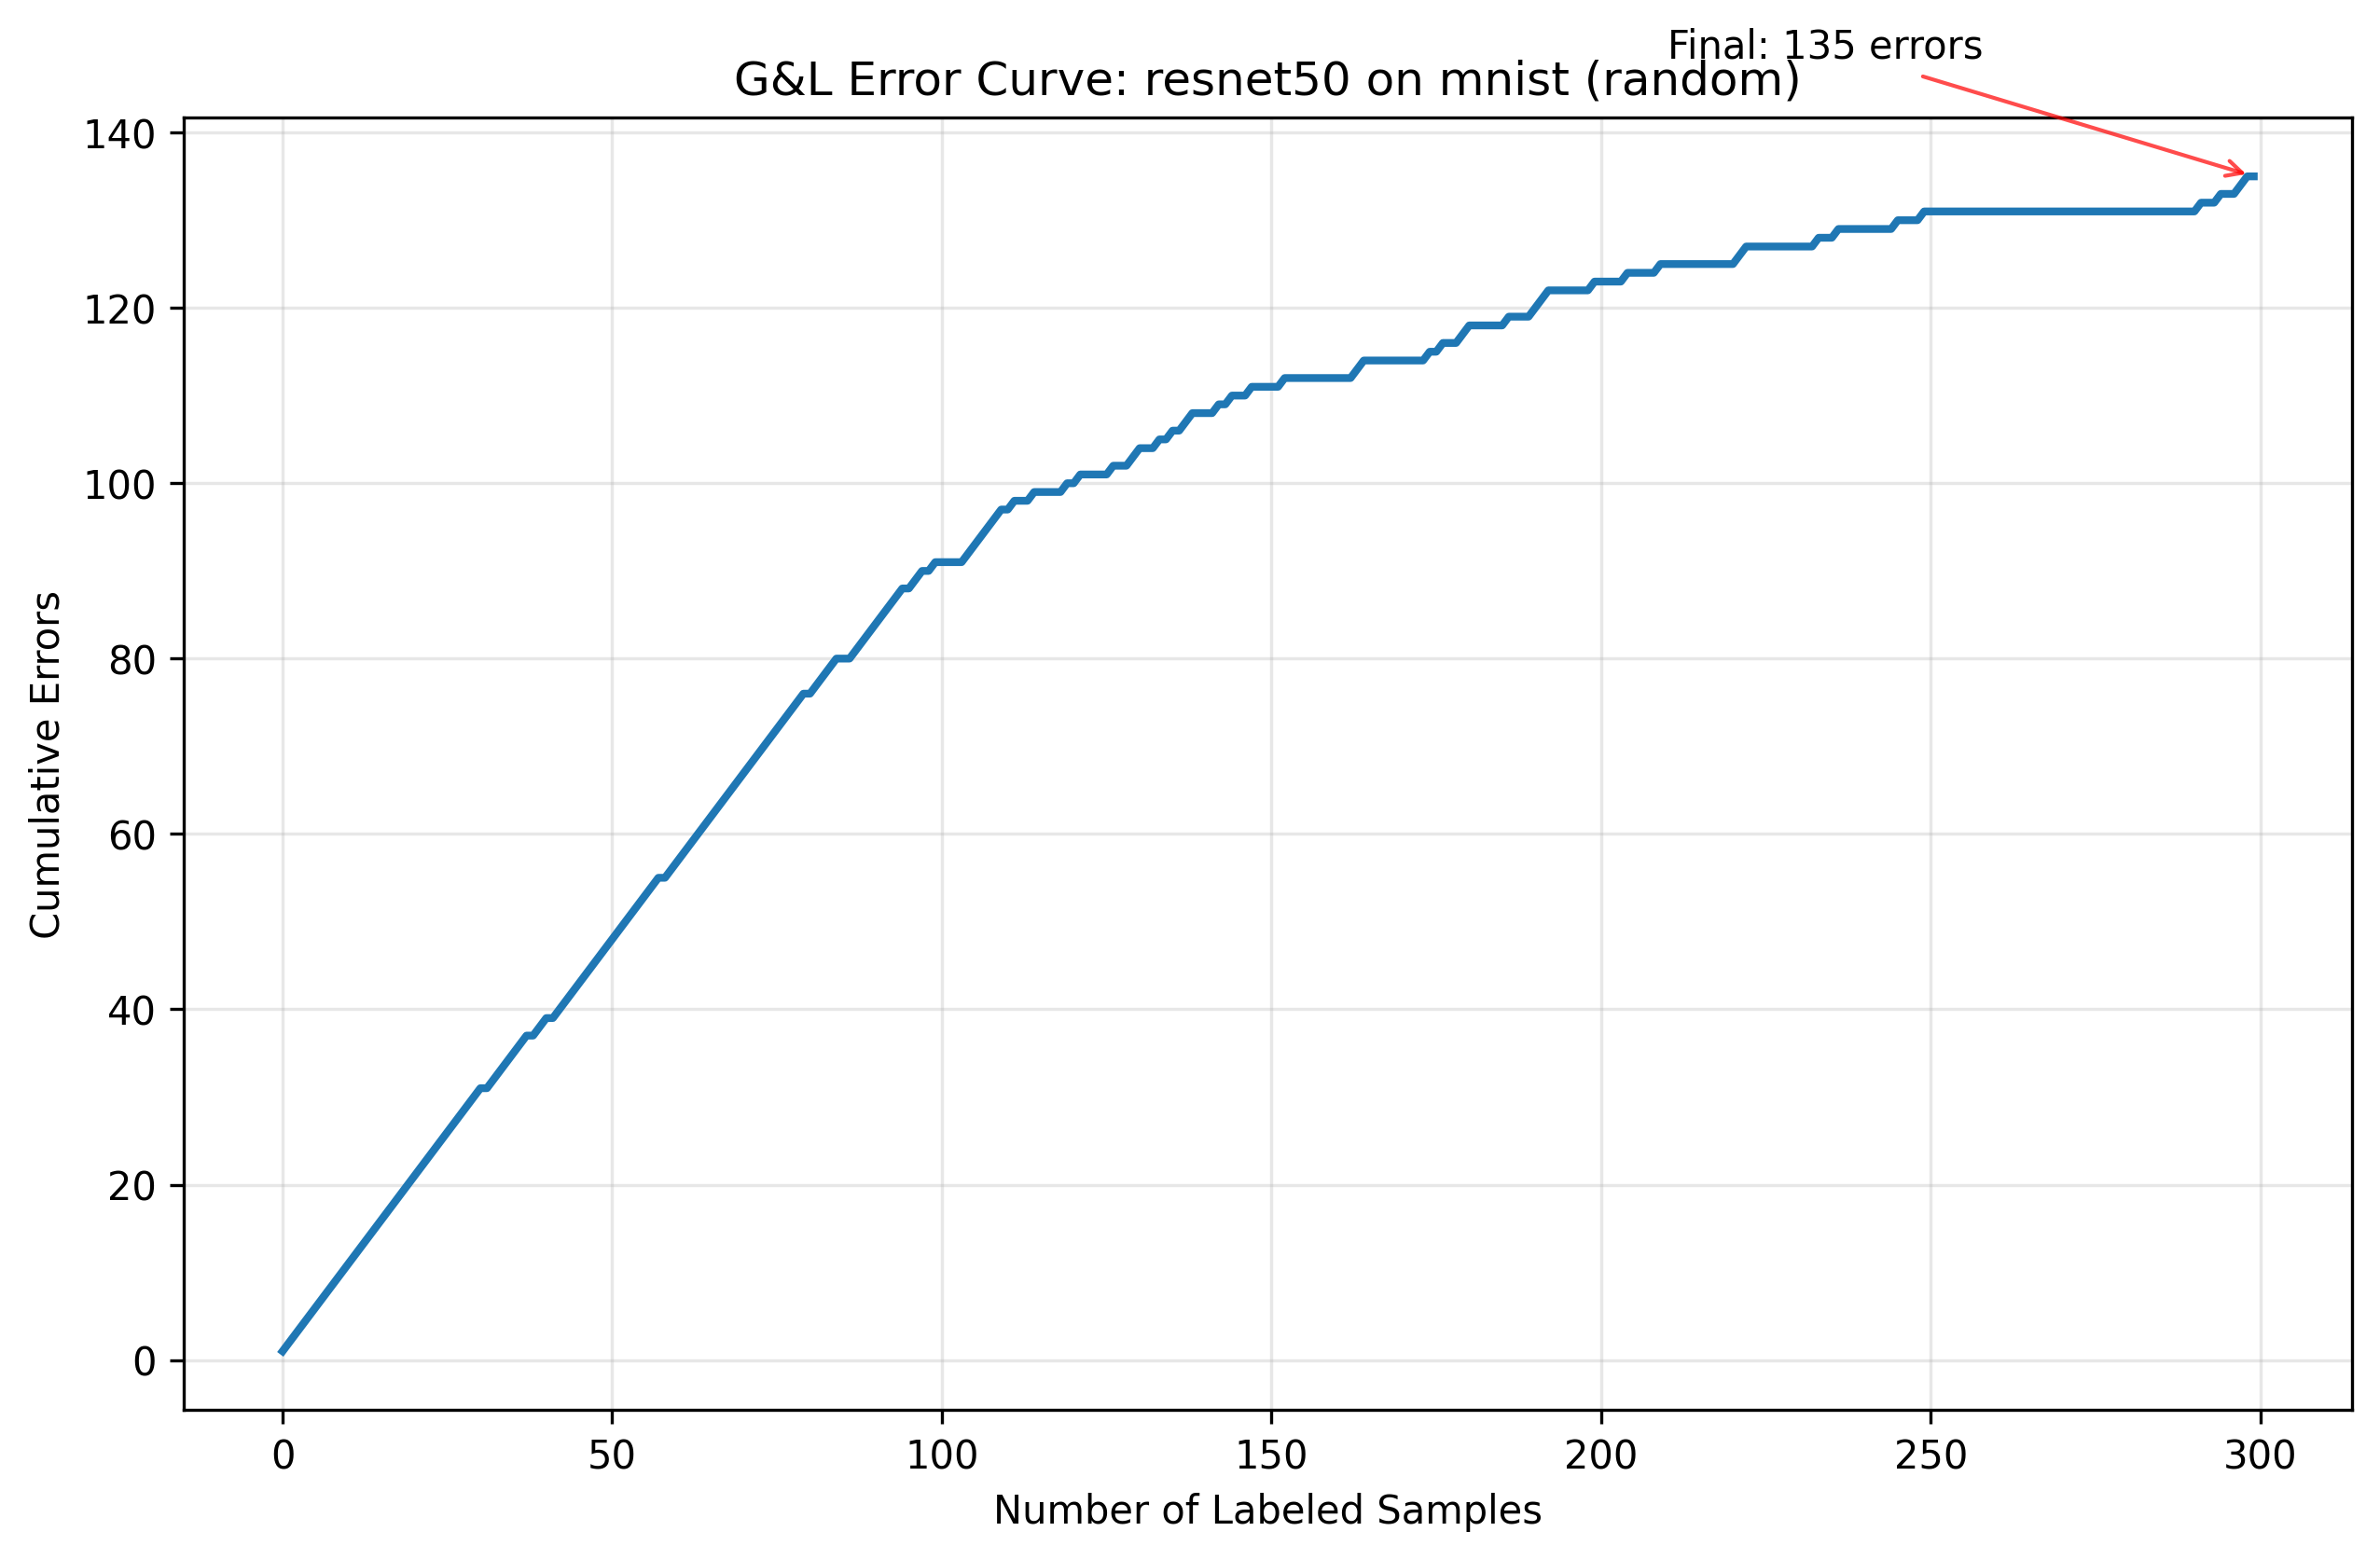 Final: 135 errors
G&L Error Curve: resnet50 on mnist (random)
140
120
100
80
60
40
20
0
Cumulative Errors
0 50 100 150 200 250 300
Number of Labeled Samples